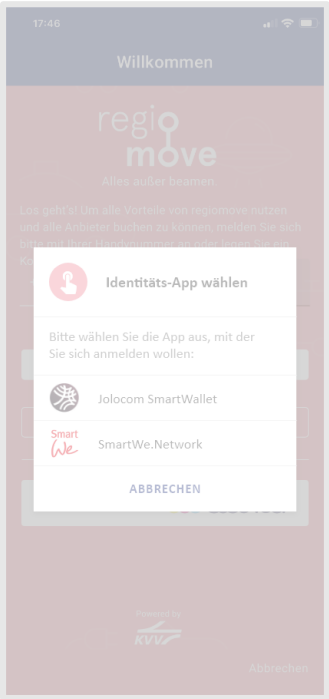 17:46
Willkommen
regio
move
Alles außer beamen
Los geht's! Um alle Vorteile von regiomove nutzen
und alle Anbieter buchen zu können, melden Sie sich
bitte mit Ihrer Handynummer an oder legen Sie ein
Identitäts-App wählen
Bitte wählen Sie die App aus, mit der
Sie sich anmelden wollen:
Jolocom SmartWallet
Smart
We
SmartWe.Network
ABBRECHEN
Powered by
KVV
Abbrechen